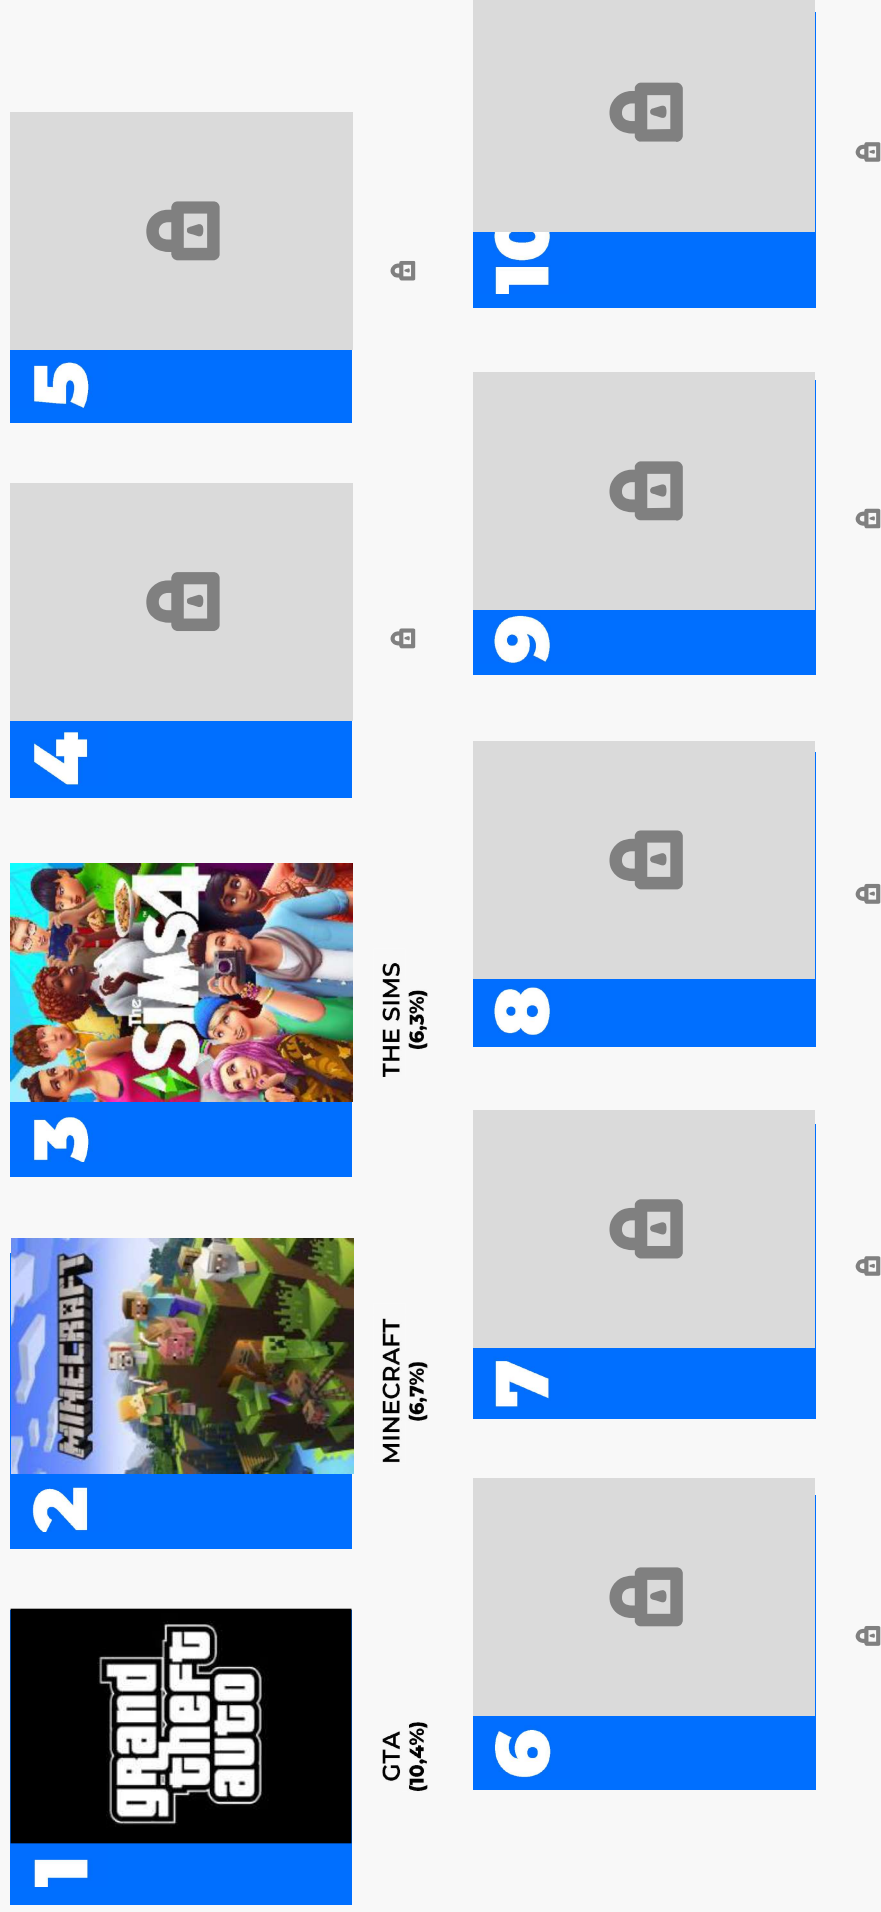 1
grand
theft
auto
GTA
(10,4%)
2
MINECRAFT
MINECRAFT
(6,7%)
3
The
SIMS4
THE SIMS
(6,3%)
4
5
6
7
8
9
10